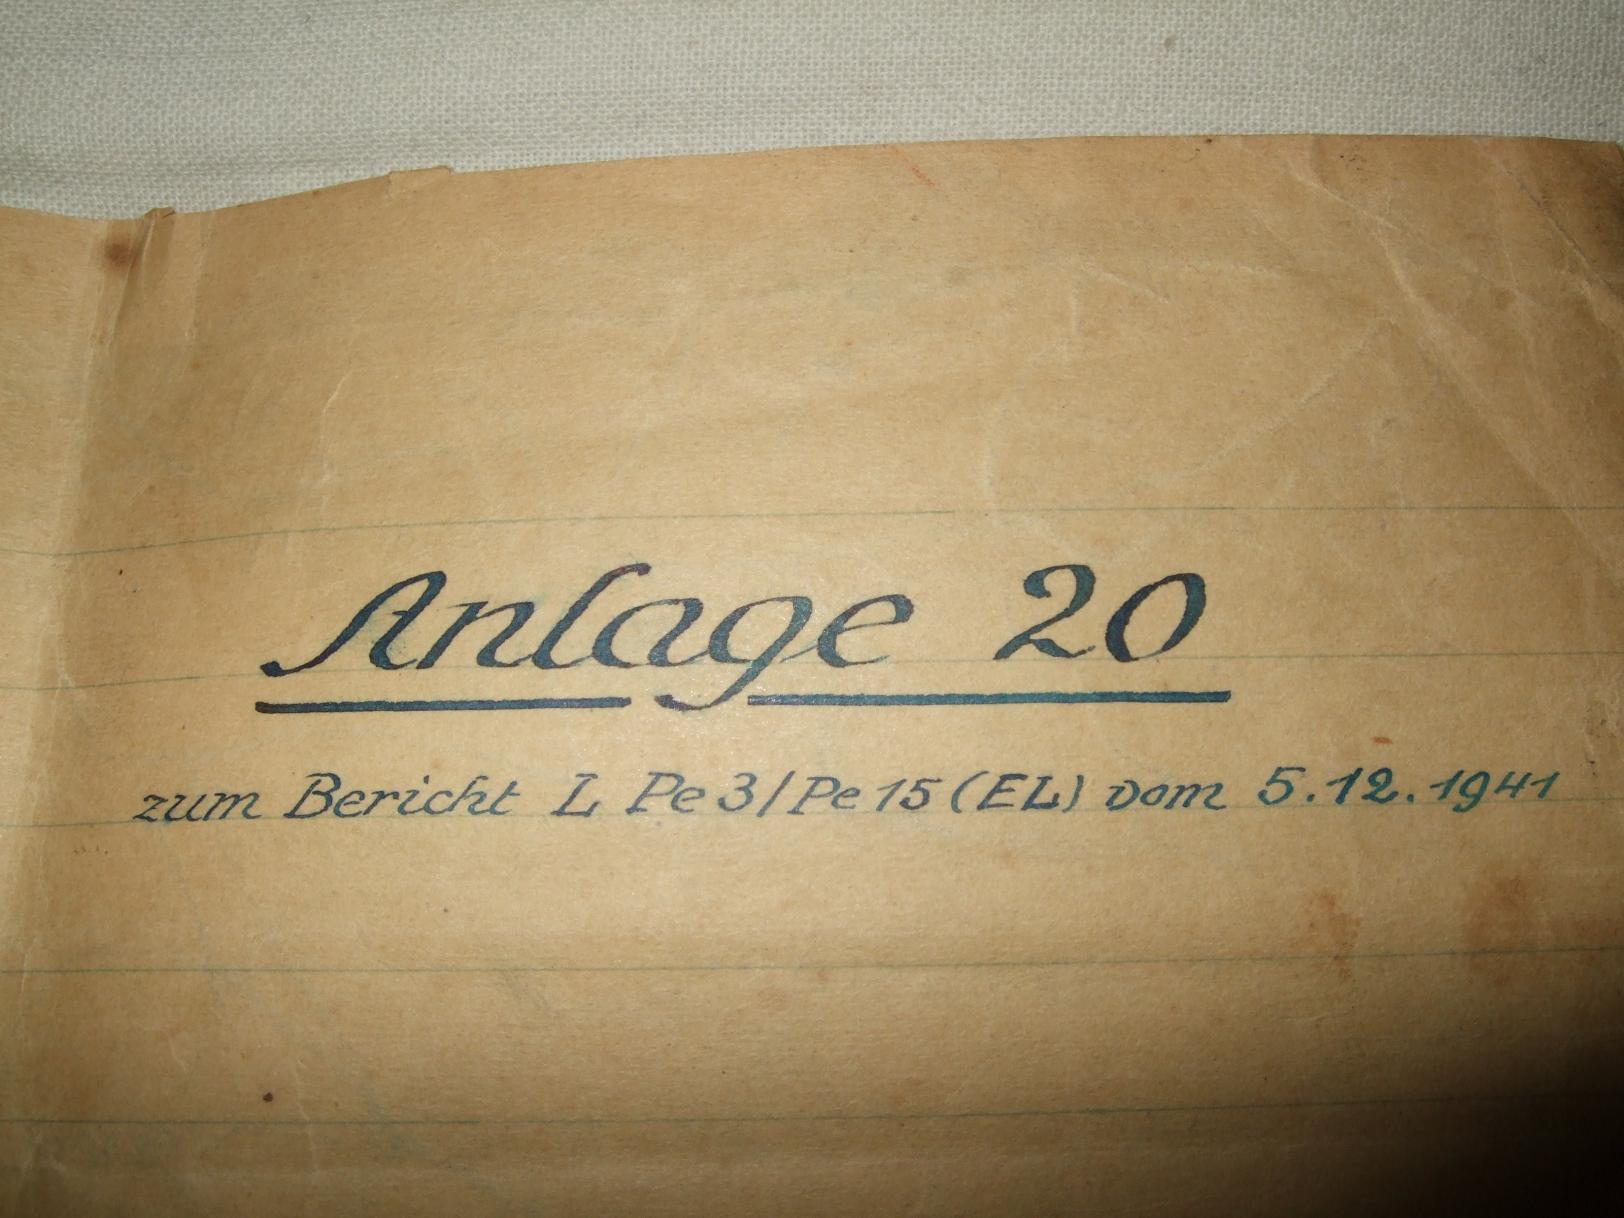 Anlage 20
zum Bericht L Pe 3/Pe 15 (EL) vom 5.12.1941